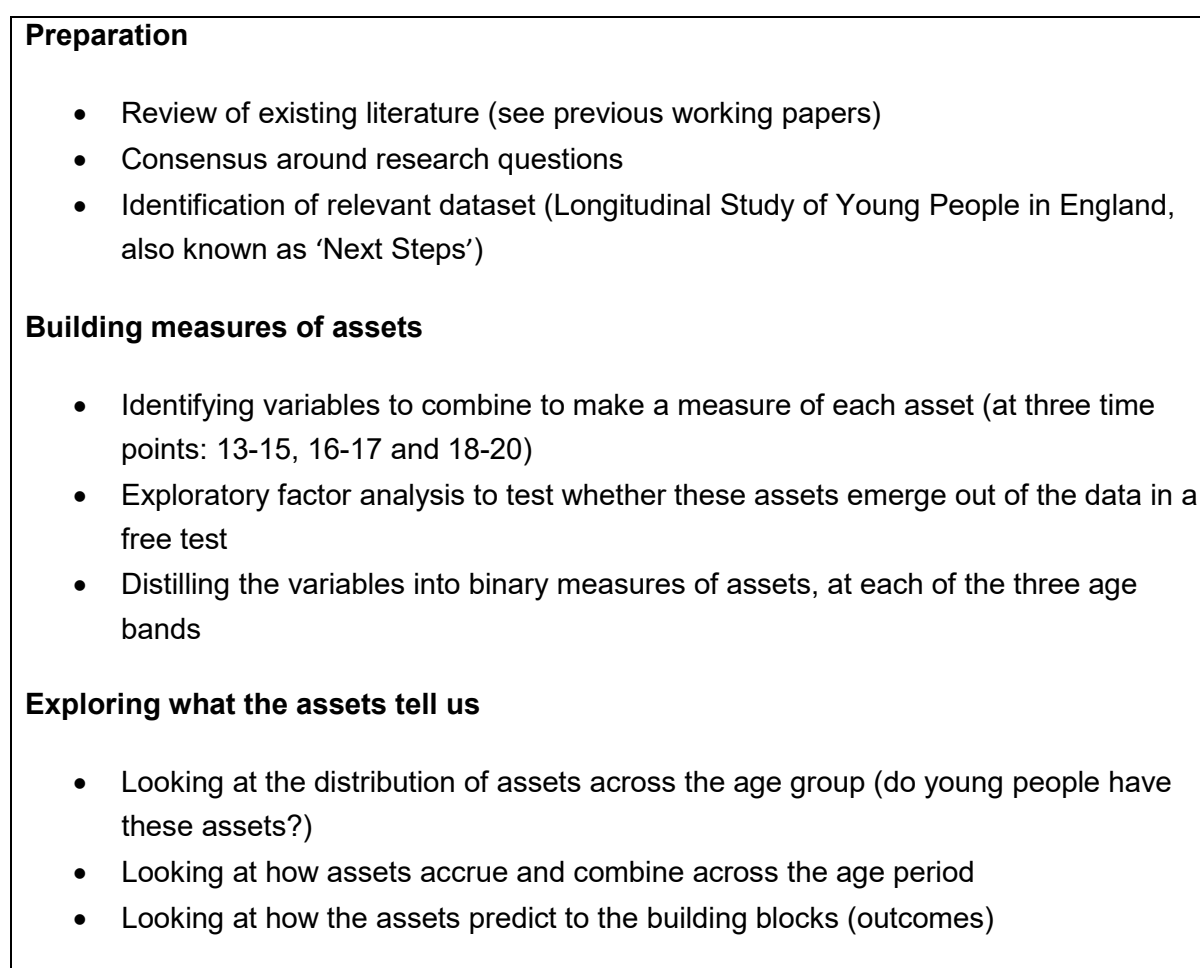 Preparation
• Review of existing literature (see previous working papers)
• Consensus around research questions
• Identification of relevant dataset (Longitudinal Study of Young People in England,
also known as ‘Next Steps’)
Building measures of assets
• Identifying variables to combine to make a measure of each asset (at three time
points: 13-15, 16-17 and 18-20)
• Exploratory factor analysis to test whether these assets emerge out of the data in a
free test
• Distilling the variables into binary measures of assets, at each of the three age
bands
Exploring what the assets tell us
• Looking at the distribution of assets across the age group (do young people have
these assets?)
• Looking at how assets accrue and combine across the age period
• Looking at how the assets predict to the building blocks (outcomes)